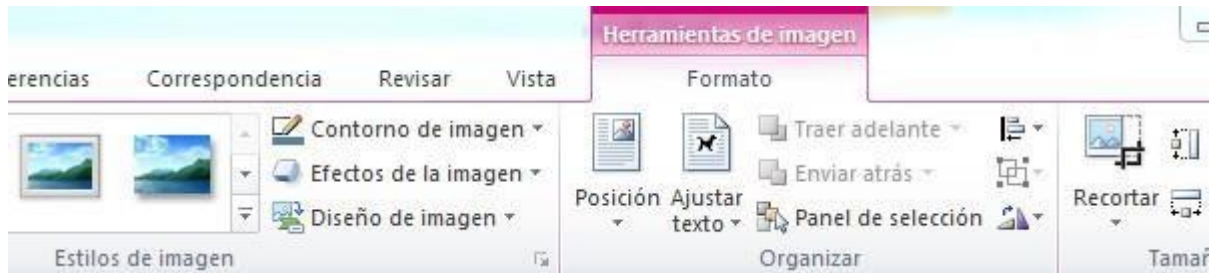 Herramientas de imagen
erencias Correspondencia Revisar Vista Formato
Contorno de imagen Traer adelante
Efectos de la imagen Enviar atrás
Posición Ajustar texto Recortar
Diseño de imagen Panel de selección
Estilos de imagen Organizar Tamañ